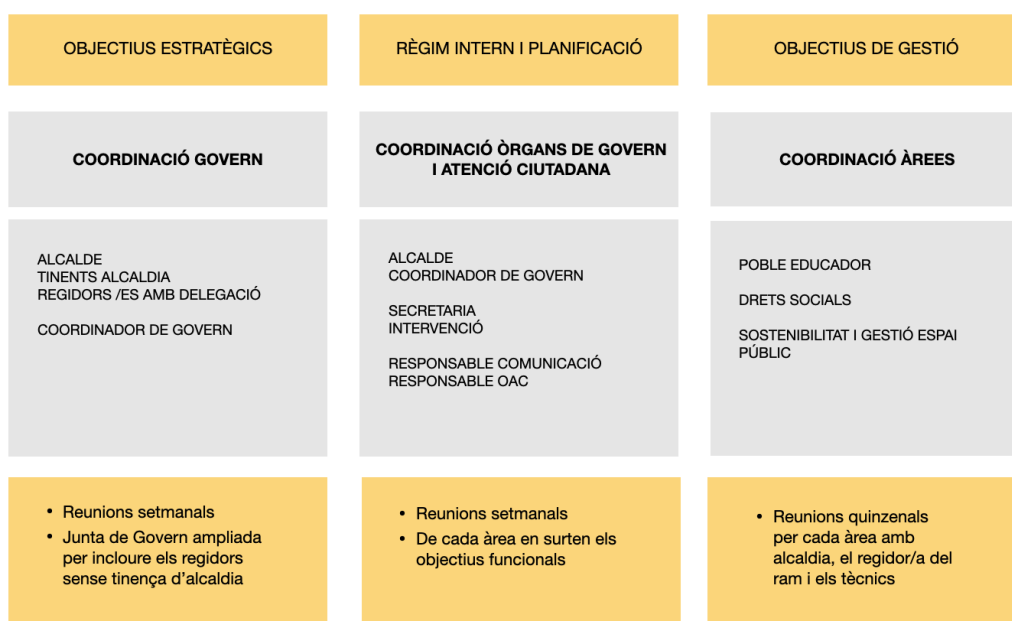 OBJECTIUS ESTRATÈGICS
RÈGIM INTERN I PLANIFICACIÓ
OBJECTIUS DE GESTIÓ
COORDINACIÓ GOVERN
COORDINACIÓ ÒRGANS DE GOVERN
I ATENCIÓ CIUTADANA
COORDINACIÓ ÀREES
ALCALDE
TINENTS ALCALDIA
REGIDORS /ES AMB DELEGACIÓ
COORDINADOR DE GOVERN
ALCALDE
COORDINADOR DE GOVERN
SECRETARIA
INTERVENCIÓ
RESPONSABLE COMUNICACIÓ
RESPONSABLE OAC
POBLE EDUCADOR
DRETS SOCIALS
SOSTENIBILITAT I GESTIÓ ESPAI
PÚBLIC
• Reunions setmanals
• Junta de Govern ampliada
per incloure els regidors
sense tinença d'alcaldia
• Reunions setmanals
• De cada àrea en surten els
objectius funcionals
• Reunions quinzenals
per cada àrea amb
alcaldia, el regidor/a del
ram i els tècnics